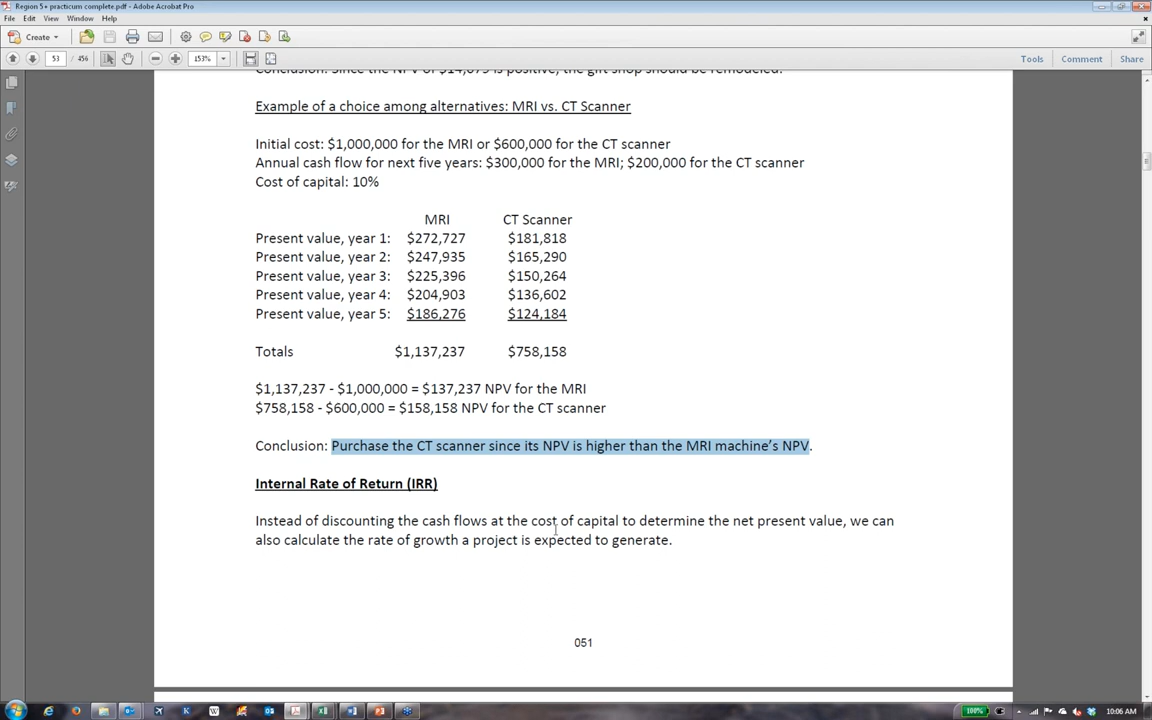 Region 5+ practicum complete.pdf - Adobe Acrobat Pro
File Edit View Window Help
Create
53 / 456 153% Tools Comment Share
Conclusion: Since the NPV of $14,679 is positive, the gift shop should be remodeled.
Example of a choice among alternatives: MRI vs. CT Scanner
Initial cost: $1,000,000 for the MRI or $600,000 for the CT scanner
Annual cash flow for next five years: $300,000 for the MRI; $200,000 for the CT scanner
Cost of capital: 10%
MRI CT Scanner
Present value, year 1: $272,727 $181,818
Present value, year 2: $247,935 $165,290
Present value, year 3: $225,396 $150,264
Present value, year 4: $204,903 $136,602
Present value, year 5: $186,276 $124,184
Totals $1,137,237 $758,158
$1,137,237 - $1,000,000 = $137,237 NPV for the MRI
$758,158 - $600,000 = $158,158 NPV for the CT scanner
Conclusion: Purchase the CT scanner since its NPV is higher than the MRI machine’s NPV.
Internal Rate of Return (IRR)
Instead of discounting the cash flows at the cost of capital to determine the net present value, we can
also calculate the rate of growth a project is expected to generate.
051
100% 10:06 AM